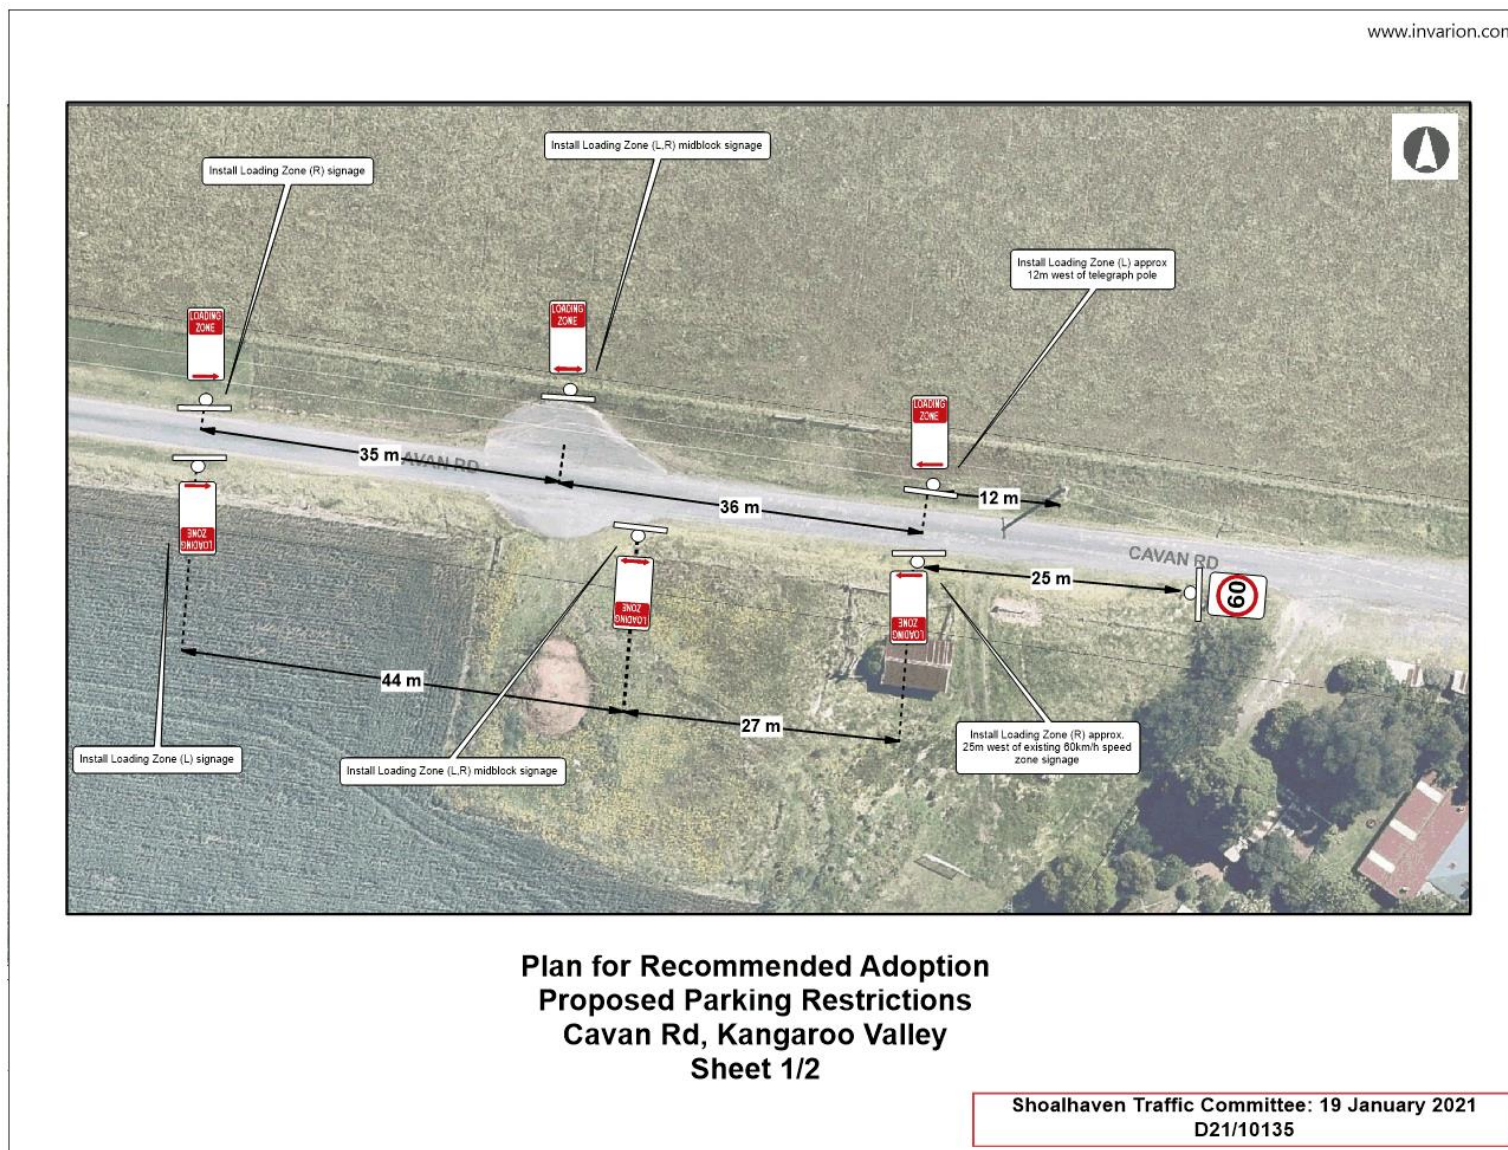 www.invarion.com
Install Loading Zone (R) signage
Install Loading Zone (L,R) midblock signage
Install Loading Zone (L) approx
12m west of telegraph pole
LOADING
ZONE
LOADING
ZONE
LOADING
ZONE
35 m
AVAN RD
36 m
12 m
CAVAN RD
LOADING
ZONE
LOADING
ZONE
LOADING
ZONE
25 m
60
44 m
27 m
Install Loading Zone (L) signage
Install Loading Zone (L,R) midblock signage
Install Loading Zone (R) approx.
25m west of existing 60km/h speed
zone signage
Plan for Recommended Adoption
Proposed Parking Restrictions
Cavan Rd, Kangaroo Valley
Sheet 1/2
Shoalhaven Traffic Committee: 19 January 2021
D21/10135